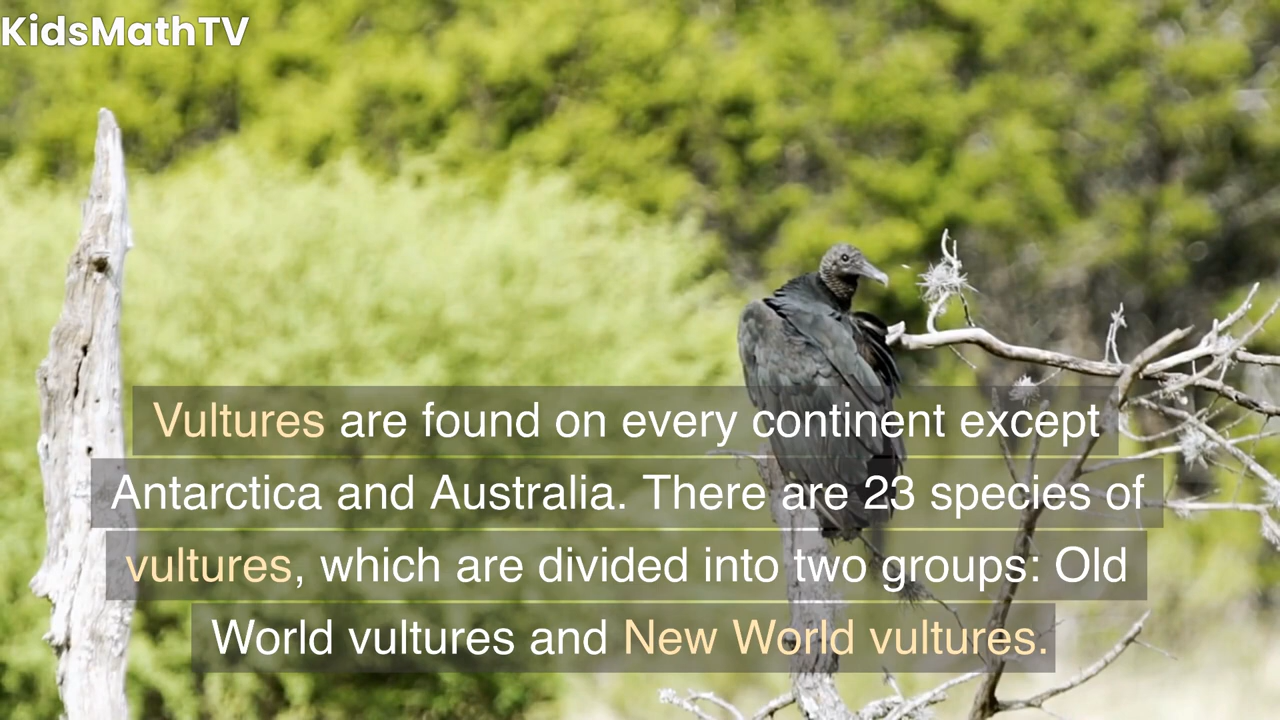 KidsMathTV
Vultures are found on every continent except
Antarctica and Australia. There are 23 species of
vultures, which are divided into two groups: Old
World vultures and New World vultures.